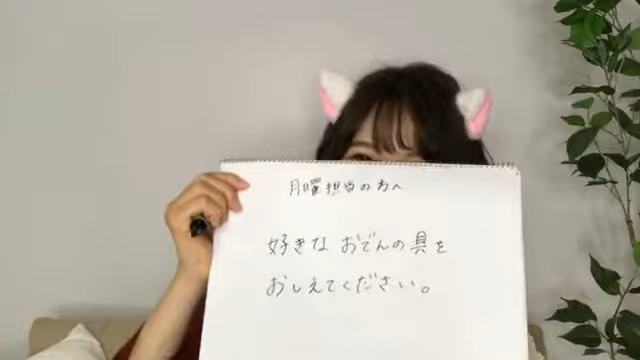 月曜担当の方へ
好きなおでんの具を
おしえてください。